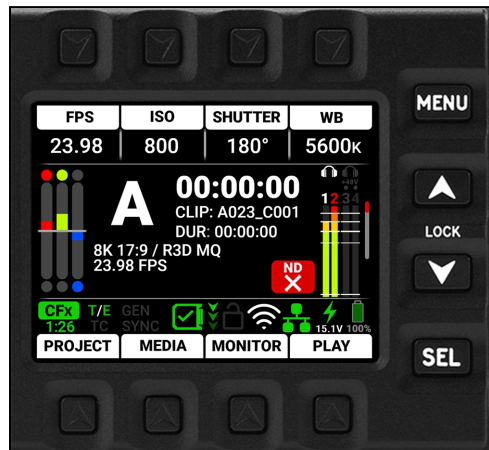 MENU
FPS ISO SHUTTER WB
23.98 800 180° 5600K
A
00:00:00
CLIP: A023_C001
DUR: 00:00:00
8K 17:9 / R3D MQ
23.98 FPS
ND
+48V
1 2 3 4
LOCK
CFx T/E GEN
1:26 TC SYNC
15.1V 100%
PROJECT MEDIA MONITOR PLAY
SEL